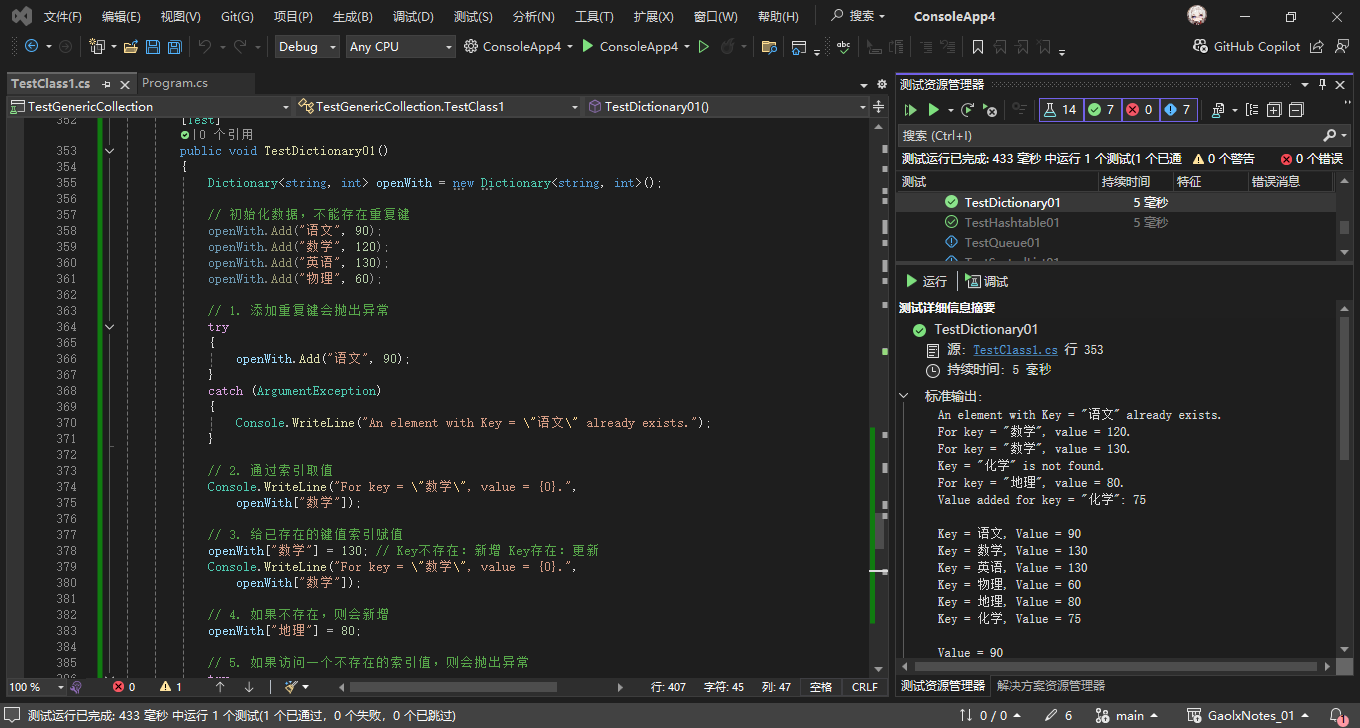 文件(F) 编辑(E) 视图(V) Git(G) 项目(P) 生成(B) 调试(D) 测试(S) 分析(N) 工具(T) 扩展(X) 窗口(W) 帮助(H) 搜索 ConsoleApp4
Debug Any CPU ConsoleApp4 ConsoleApp4 GitHub Copilot
TestClass1.cs Program.cs
TestGenericCollection TestGenericCollection.TestClass1 TestDictionary01()
352 [Test]
0 个引用
353 public void TestDictionary01()
354 {
355 Dictionary<string, int> openWith = new Dictionary<string, int>();
356
357 // 初始化数据，不能存在重复键
358 openWith.Add("语文", 90);
359 openWith.Add("数学", 120);
360 openWith.Add("英语", 130);
361 openWith.Add("物理", 60);
362
363 // 1. 添加重复键会抛出异常
364 try
365 {
366 openWith.Add("语文", 90);
367 }
368 catch (ArgumentException)
369 {
370 Console.WriteLine("An element with Key = \"语文\" already exists.");
371 }
372
373 // 2. 通过索引取值
374 Console.WriteLine("For key = \"数学\", value = {0}.",
375 openWith["数学"]);
376
377 // 3. 给已存在的键值索引赋值
378 openWith["数学"] = 130; // Key不存在：新增 Key存在：更新
379 Console.WriteLine("For key = \"数学\", value = {0}.",
380 openWith["数学"]);
381
382 // 4. 如果不存在，则会新增
383 openWith["地理"] = 80;
384
385 // 5. 如果访问一个不存在的索引值，则会抛出异常
100 % 0 1 行: 407 字符: 45 列: 47 空格 CRLF
测试资源管理器
14 7 0 7
搜索 (Ctrl+I)
测试运行已完成: 433 毫秒 中运行 1 个测试(1 个已通 0 个警告 0 个错误
测试 持续时间 特征 错误消息
TestDictionary01 5 毫秒
TestHashtable01 5 毫秒
TestQueue01
运行 调试
测试详细信息摘要
TestDictionary01
源: TestClass1.cs 行 353
持续时间: 5 毫秒
标准输出:
An element with Key = "语文" already exists.
For key = "数学", value = 120.
For key = "数学", value = 130.
Key = "化学" is not found.
For key = "地理", value = 80.
Value added for key = "化学": 75
Key = 语文, Value = 90
Key = 数学, Value = 130
Key = 英语, Value = 130
Key = 物理, Value = 60
Key = 地理, Value = 80
Key = 化学, Value = 75
Value = 90
测试资源管理器 解决方案资源管理器
测试运行已完成: 433 毫秒 中运行 1 个测试(1 个已通过，0 个失败，0 个已跳过) 0 / 0 6 main GaolxNotes_01 1